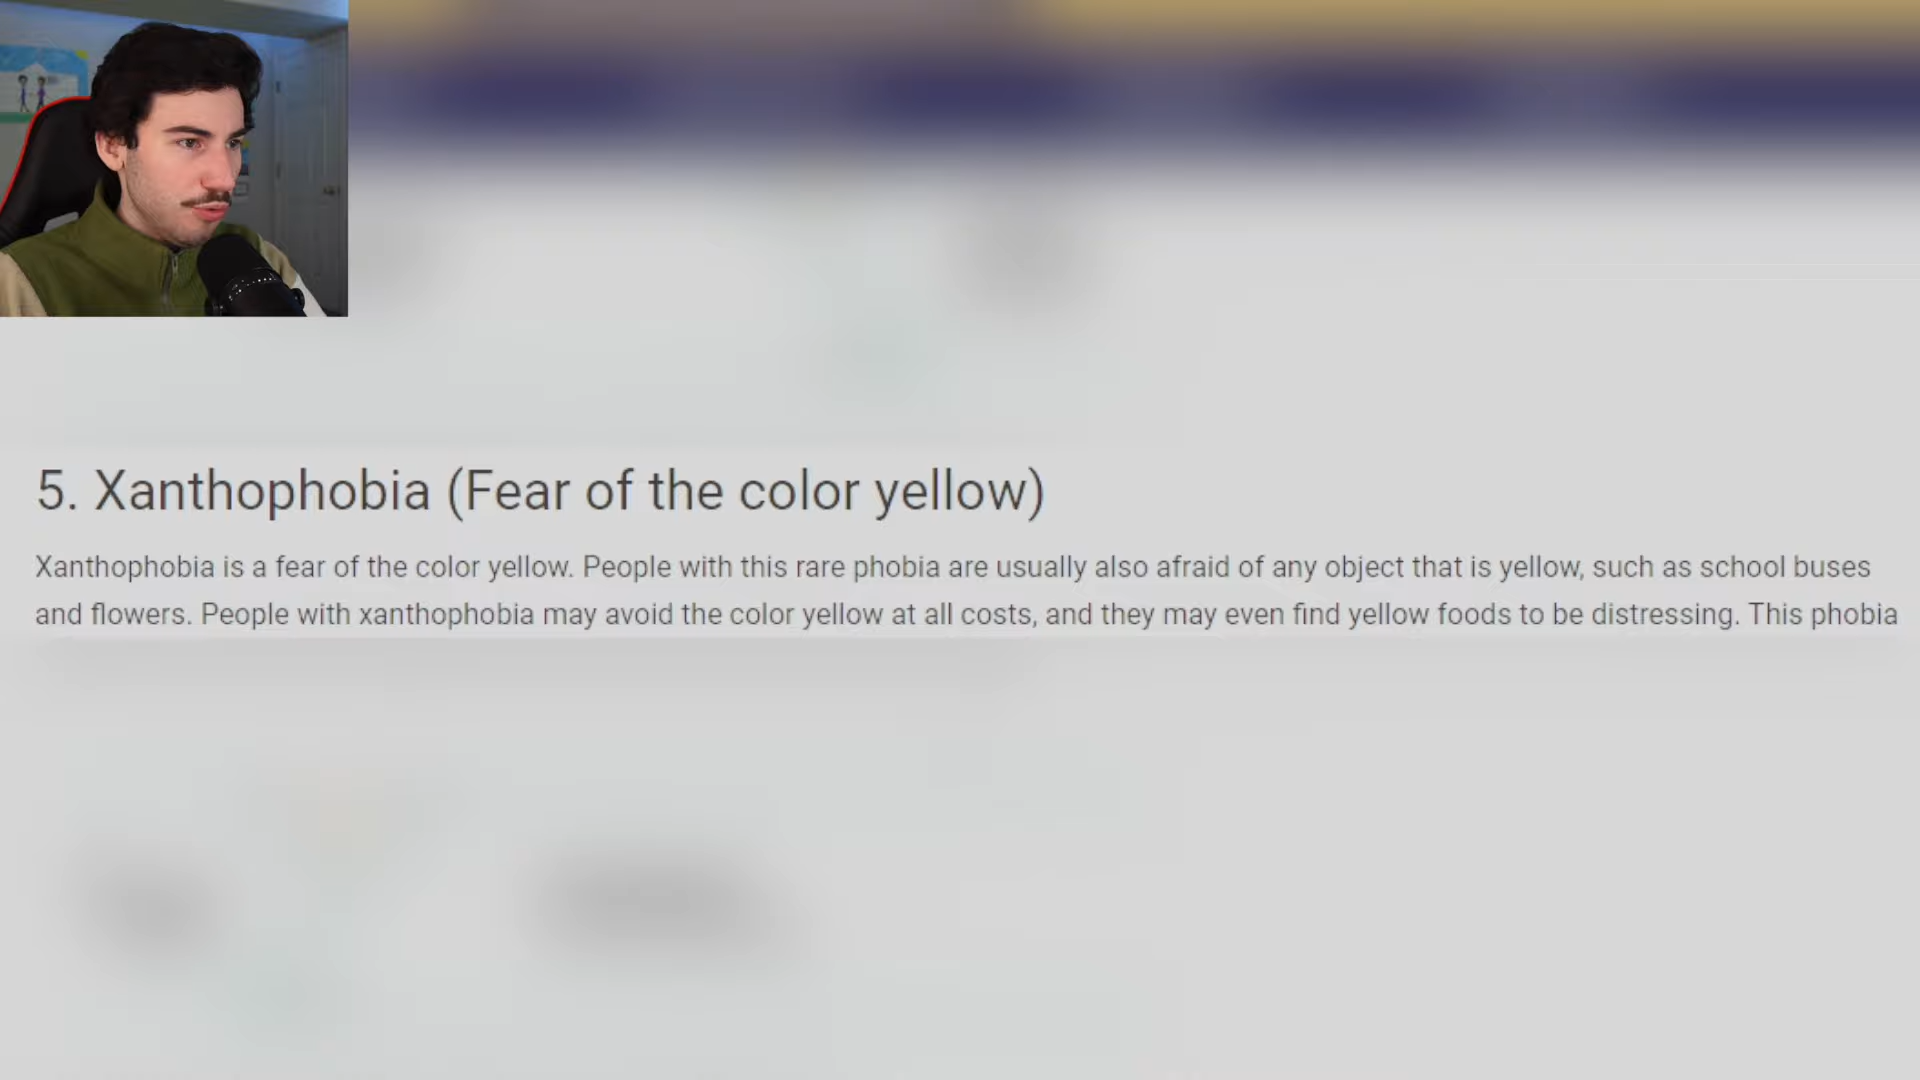 5. Xanthophobia (Fear of the color yellow)
Xanthophobia is a fear of the color yellow. People with this rare phobia are usually also afraid of any object that is yellow, such as school buses
and flowers. People with xanthophobia may avoid the color yellow at all costs, and they may even find yellow foods to be distressing. This phobia